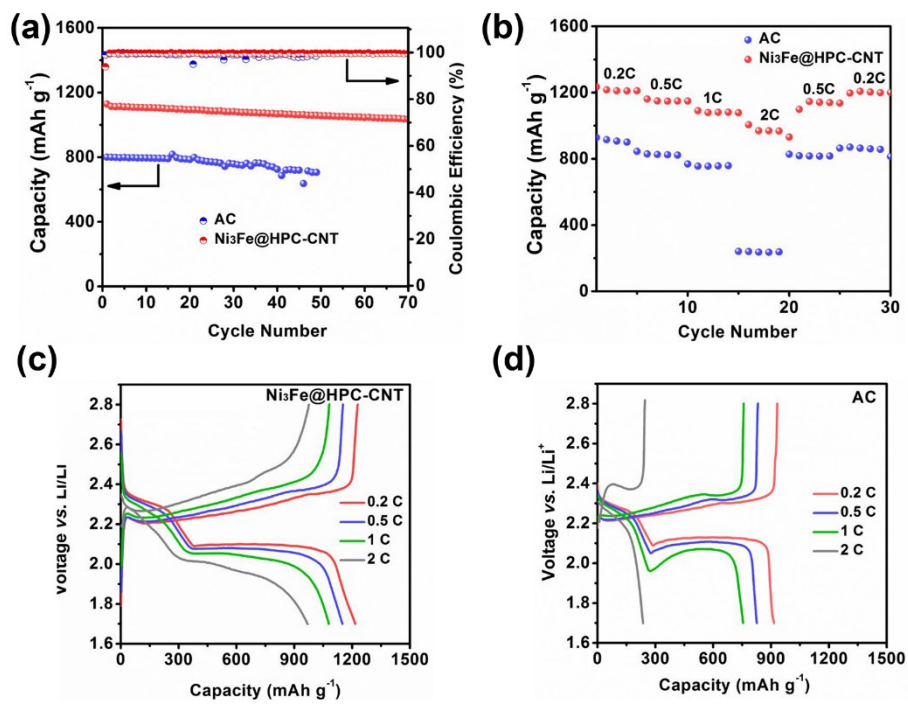 (a)
1600
1200
800
400
0
Capacity (mAh g⁻¹)
100
80
60
40
20
0
Coulombic Efficiency (%)
AC
Ni₃Fe@HPC-CNT
0 10 20 30 40 50 60 70
Cycle Number
(b)
1600
1200
800
400
0
Capacity (mAh g⁻¹)
AC
Ni₃Fe@HPC-CNT
0.2C
0.5C
1C
2C
0.5C
0.2C
0 10 20 30
Cycle Number
(c)
Ni₃Fe@HPC-CNT
2.8
2.6
2.4
2.2
2.0
1.8
1.6
Voltage vs. Li/Li
0.2 C
0.5 C
1 C
2 C
0 300 600 900 1200 1500
Capacity (mAh g⁻¹)
(d)
AC
2.8
2.6
2.4
2.2
2.0
1.8
1.6
Voltage vs. Li/Li⁺
0.2 C
0.5 C
1 C
2 C
0 300 600 900 1200 1500
Capacity (mAh g⁻¹)